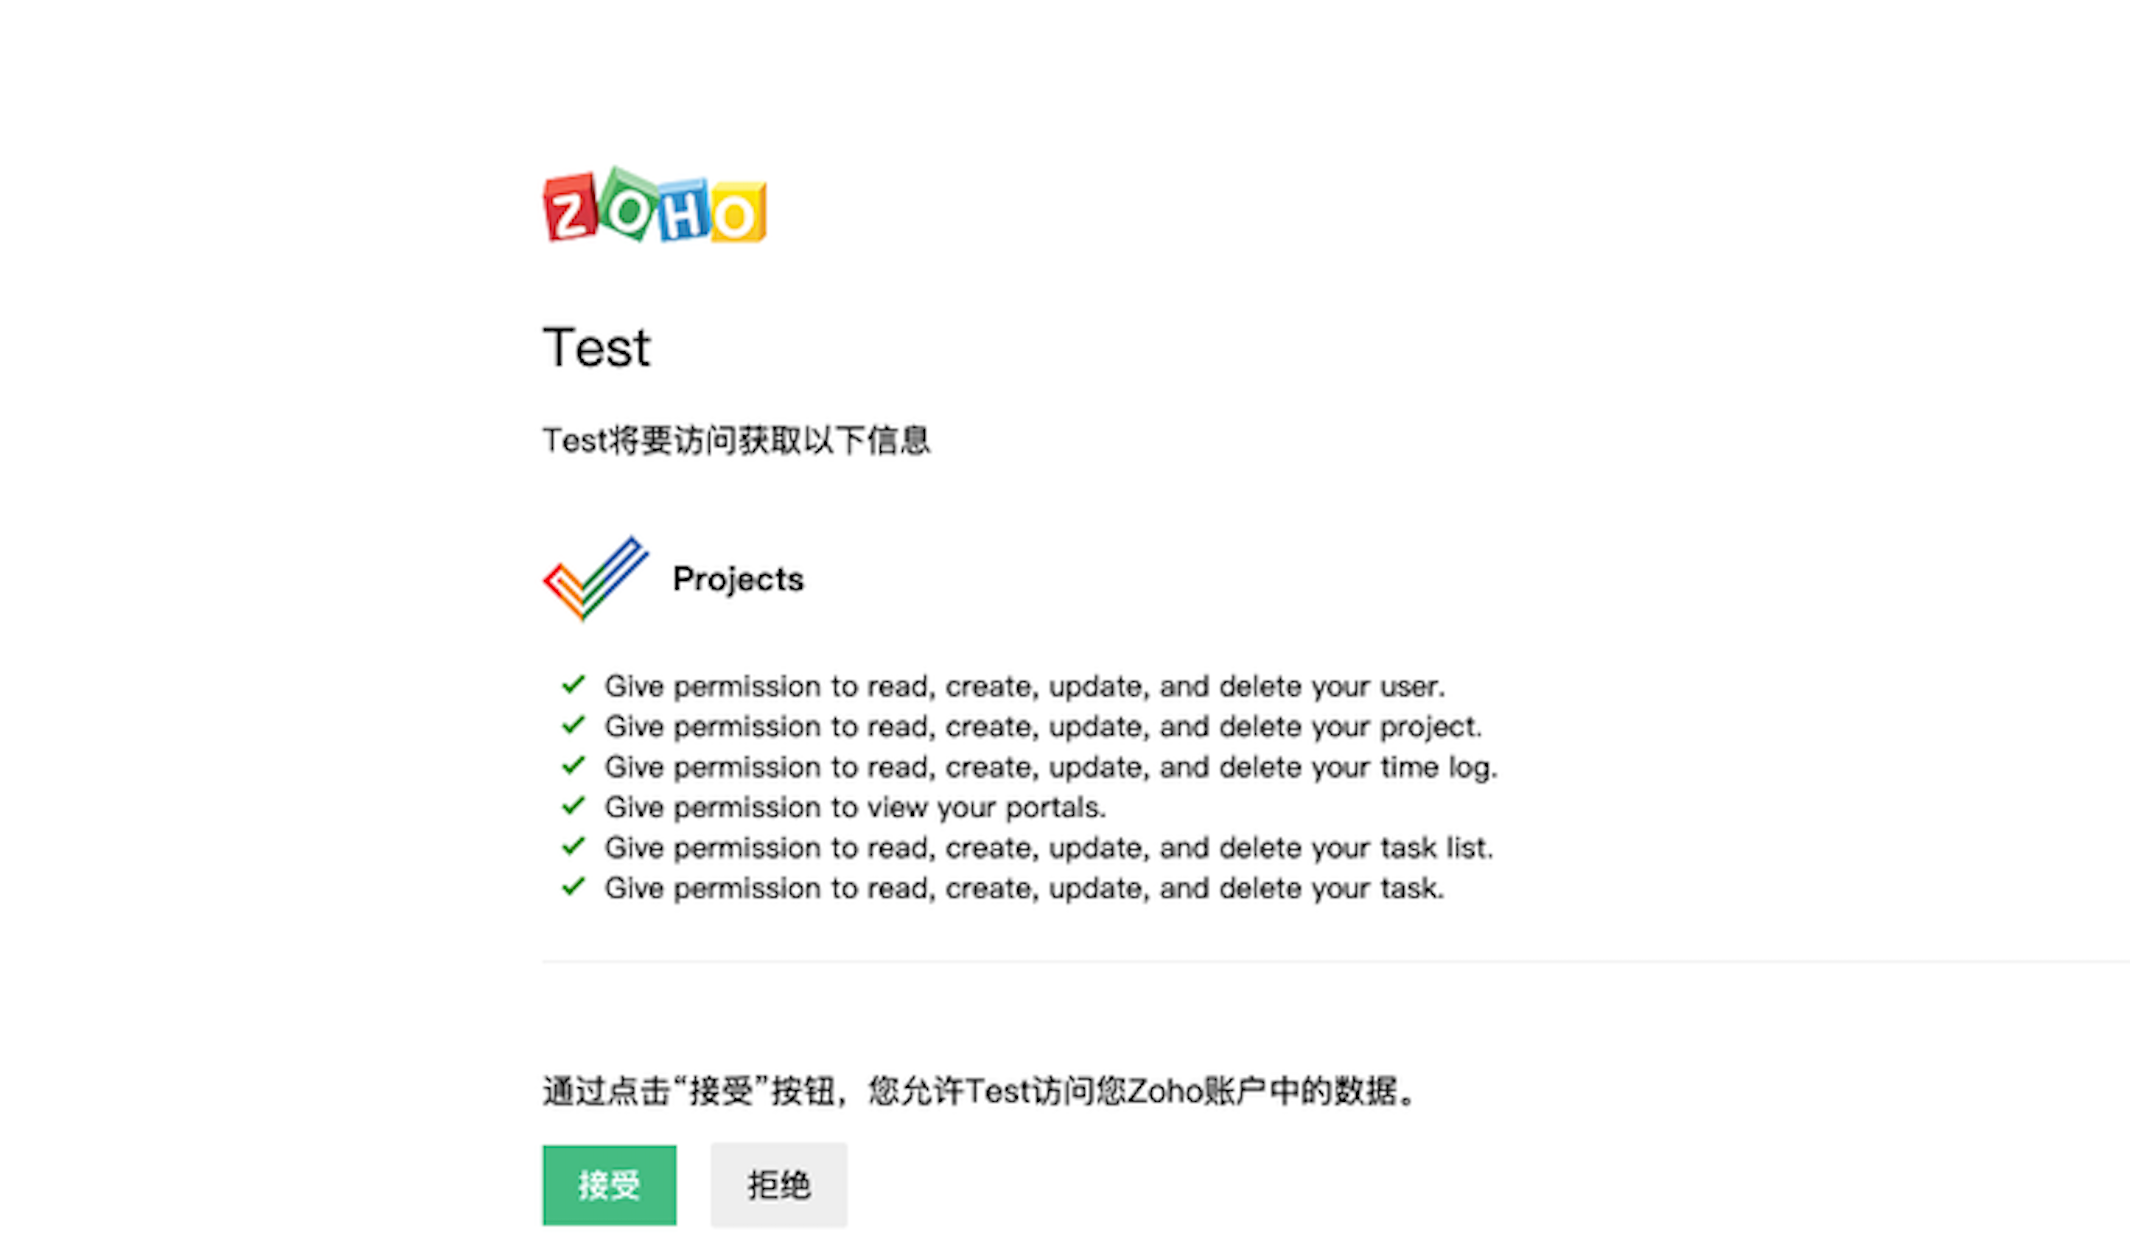 ZOHO
Test
Test将要访问获取以下信息
Projects
Give permission to read, create, update, and delete your user.
Give permission to read, create, update, and delete your project.
Give permission to read, create, update, and delete your time log.
Give permission to view your portals.
Give permission to read, create, update, and delete your task list.
Give permission to read, create, update, and delete your task.
通过点击“接受”按钮，您允许Test访问您Zoho账户中的数据。
接受 拒绝